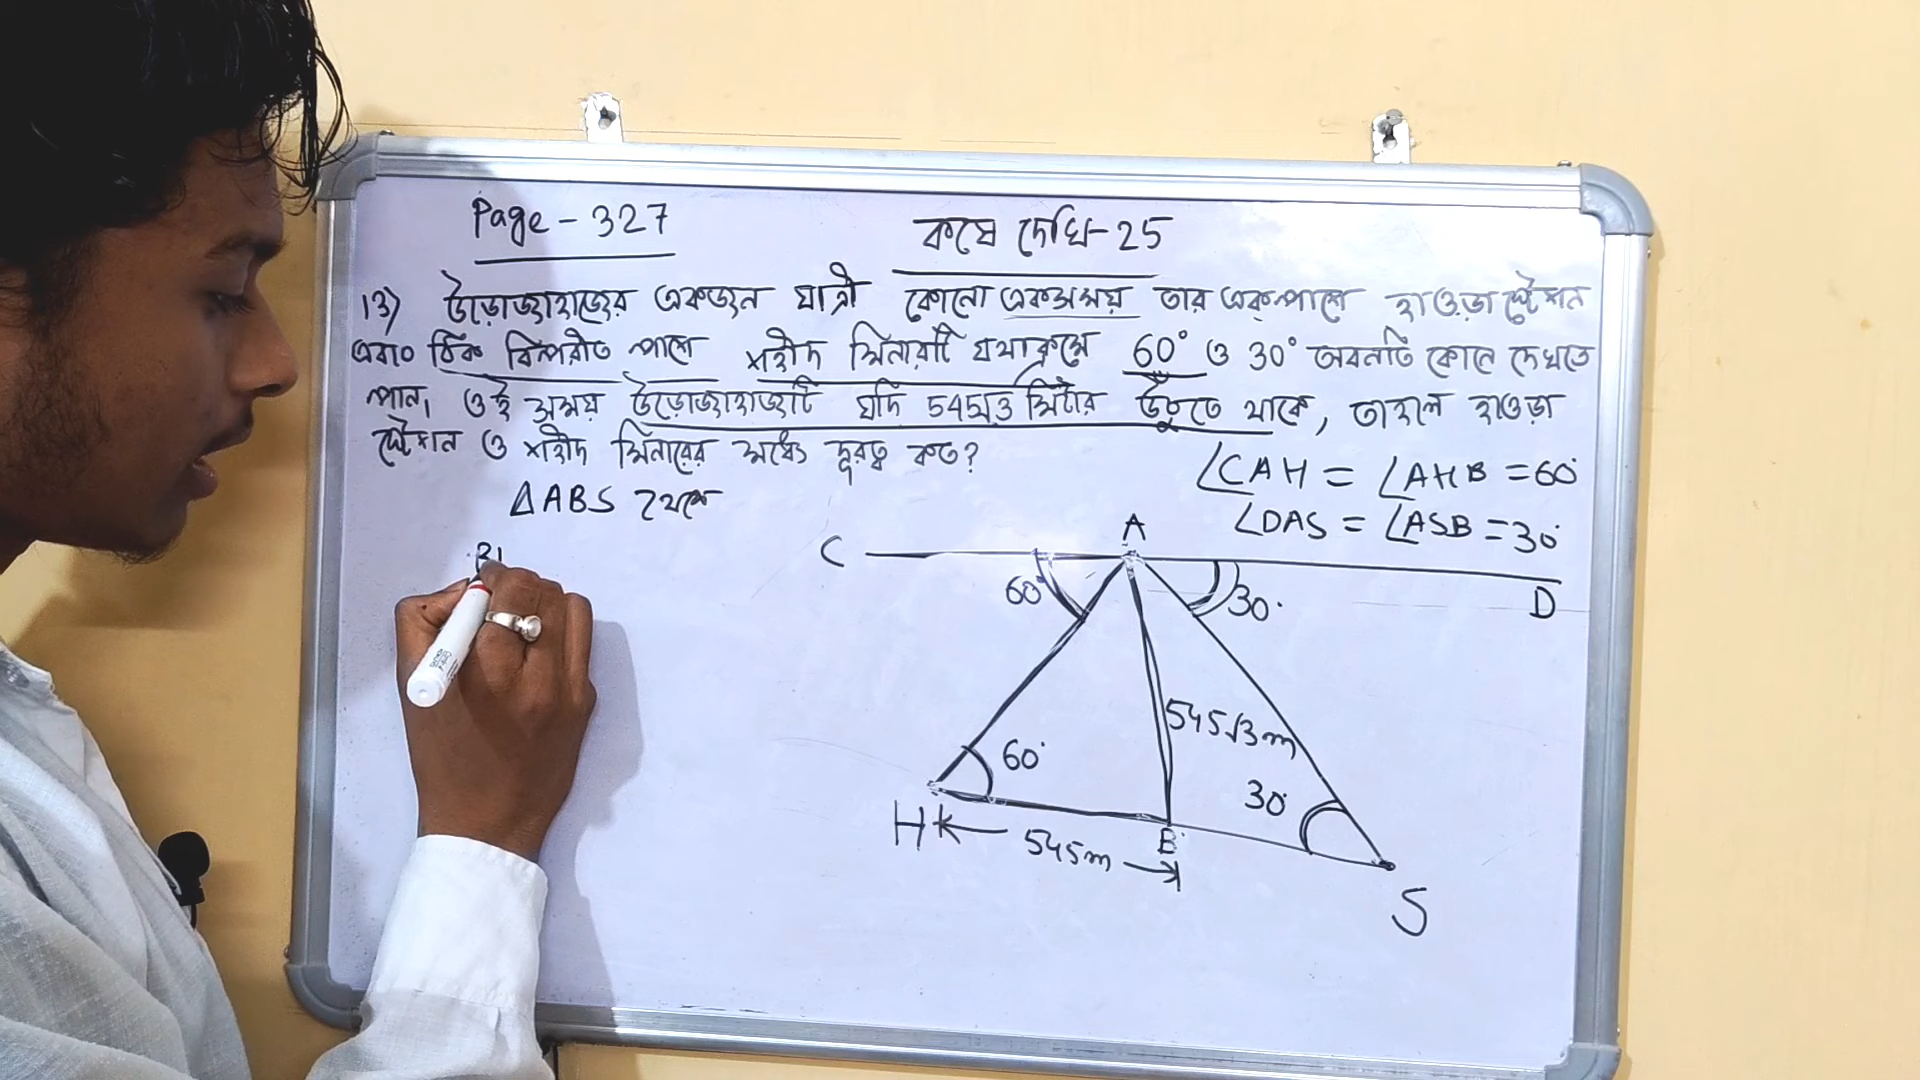 Page - 327
কষে দেখি-25
13) উড়োজাহাজের একজন যাত্রী কোনো একসময় তার একপাশে হাওড়া স্টেশন
এবং ঠিক বিপরীত পাশে শহীদ মিনারটি যথাক্রমে 60° ও 30° অবনতি কোনে দেখতে
পান। ওই সময় উড়োজাহাজটি যদি 545√3 মিটার উঁচুতে থাকে, তাহলে হাওড়া
স্টেশন ও শহীদ মিনারের মধ্যে দূরত্ব কত?
∠CAH = ∠AHB = 60°
∠DAS = ∠ASB = 30°
△ABS থেকে
A
C
D
60°
30°
545√3m
60°
30°
H
545m
B
S